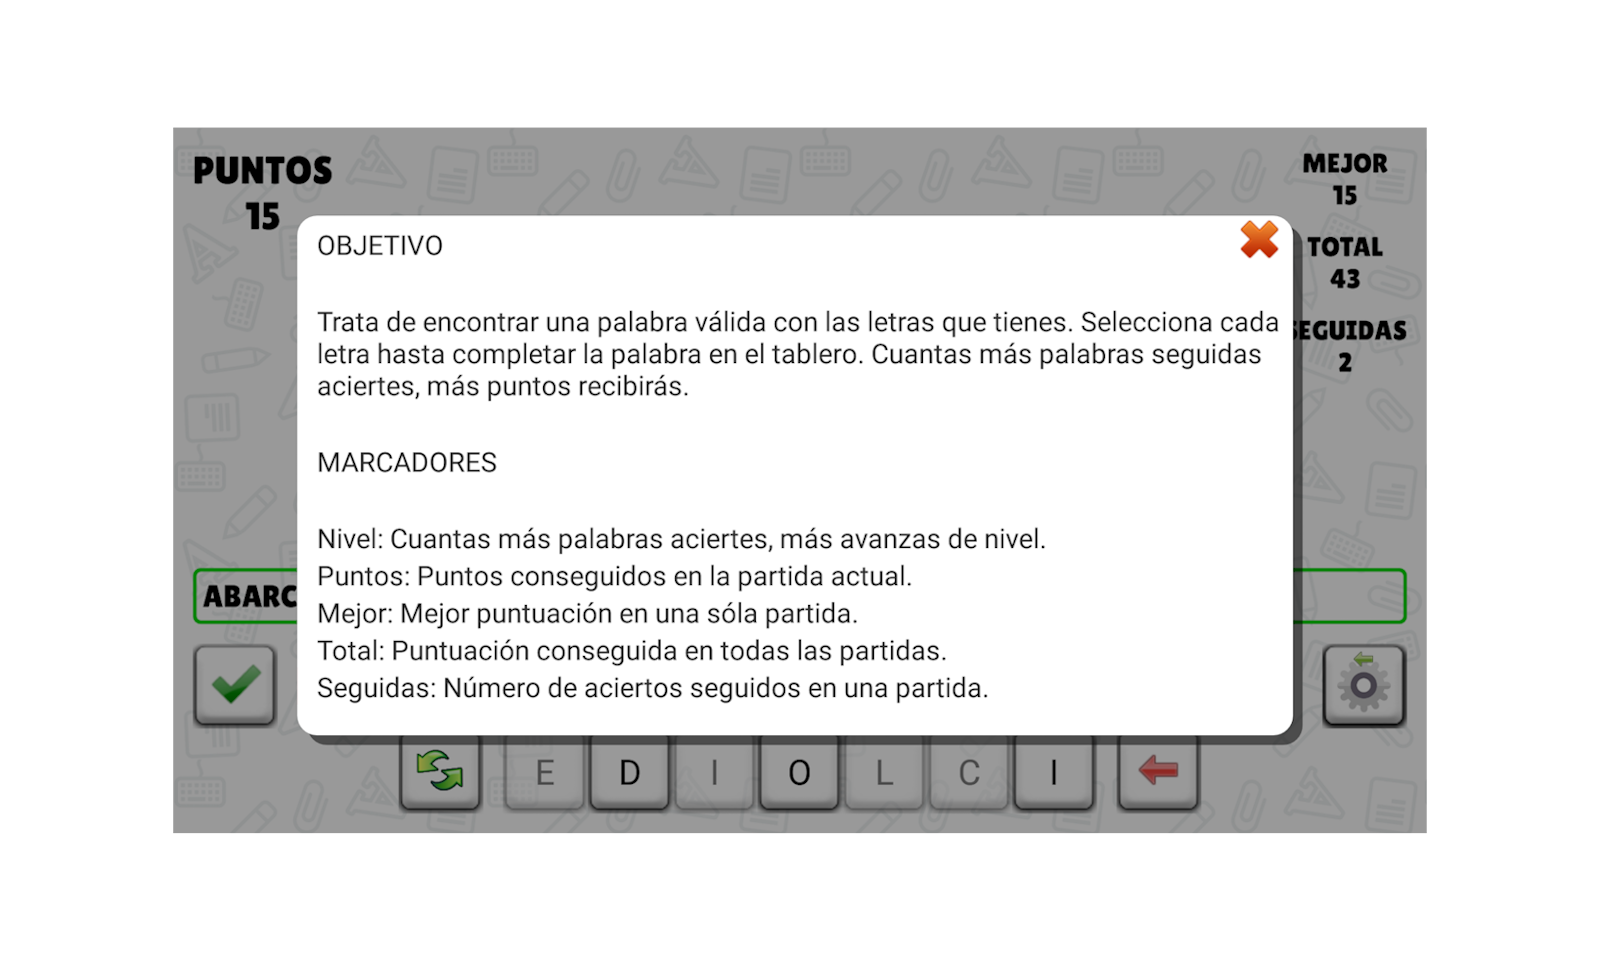 PUNTOS
15
MEJOR
15
TOTAL
43
SEGUIDAS
2
OBJETIVO
Trata de encontrar una palabra válida con las letras que tienes. Selecciona cada
letra hasta completar la palabra en el tablero. Cuantas más palabras seguidas
aciertes, más puntos recibirás.
MARCADORES
Nivel: Cuantas más palabras aciertes, más avanzas de nivel.
Puntos: Puntos conseguidos en la partida actual.
Mejor: Mejor puntuación en una sóla partida.
Total: Puntuación conseguida en todas las partidas.
Seguidas: Número de aciertos seguidos en una partida.
ABARC
E D I O L C I